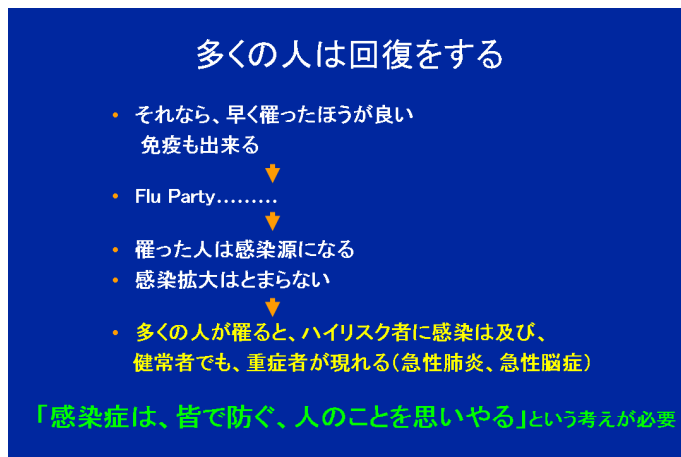 多くの人は回復をする
・ それなら、早く罹ったほうが良い
免疫も出来る
・ Flu Party………
・ 罹った人は感染源になる
・ 感染拡大はとまらない
・ 多くの人が罹ると、ハイリスク者に感染は及び、
健常者でも、重症者が現れる（急性肺炎、急性脳症）
「感染症は、皆で防ぐ、人のことを思いやる」という考えが必要